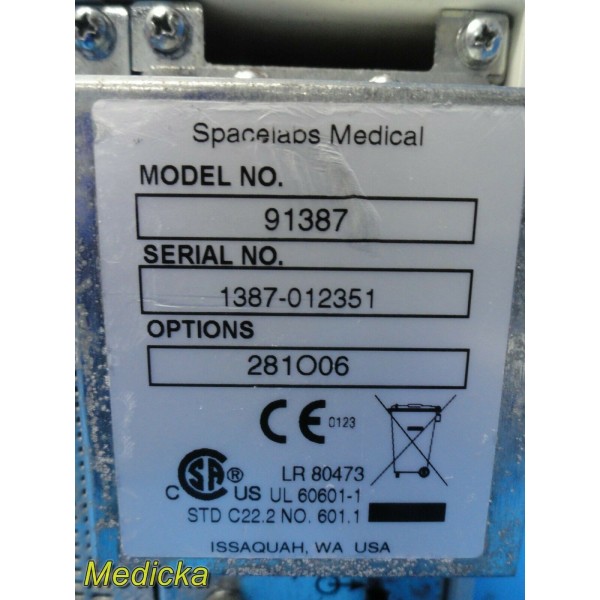 Spacelabs Medical
MODEL NO.
91387
SERIAL NO.
1387-012351
OPTIONS
281O06
CE 0123
CSA ® LR 80473
C US UL 60601-1
STD C22.2 NO. 601.1
ISSAQUAH, WA USA
Medicka